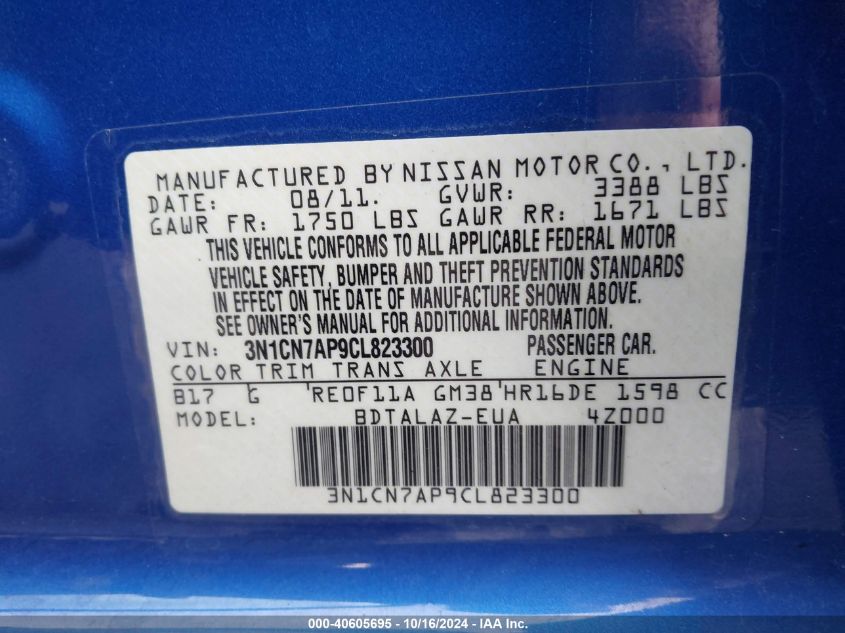 MANUFACTURED BY NISSAN MOTOR CO., LTD.
DATE: 08/11. GVWR: 3388 LBS
GAWR FR: 1750 LBS GAWR RR: 1671 LBS
THIS VEHICLE CONFORMS TO ALL APPLICABLE FEDERAL MOTOR
VEHICLE SAFETY, BUMPER AND THEFT PREVENTION STANDARDS
IN EFFECT ON THE DATE OF MANUFACTURE SHOWN ABOVE.
SEE OWNER'S MANUAL FOR ADDITIONAL INFORMATION.
VIN: 3N1CN7AP9CL823300 PASSENGER CAR.
COLOR TRIM TRANS AXLE ENGINE
B17 G RE0F11A GM38 HR16DE 1598 CC
MODEL: BDTALAZ-EUA 4Z000
3N1CN7AP9CL823300
000-40605695 - 10/16/2024 - IAA Inc.